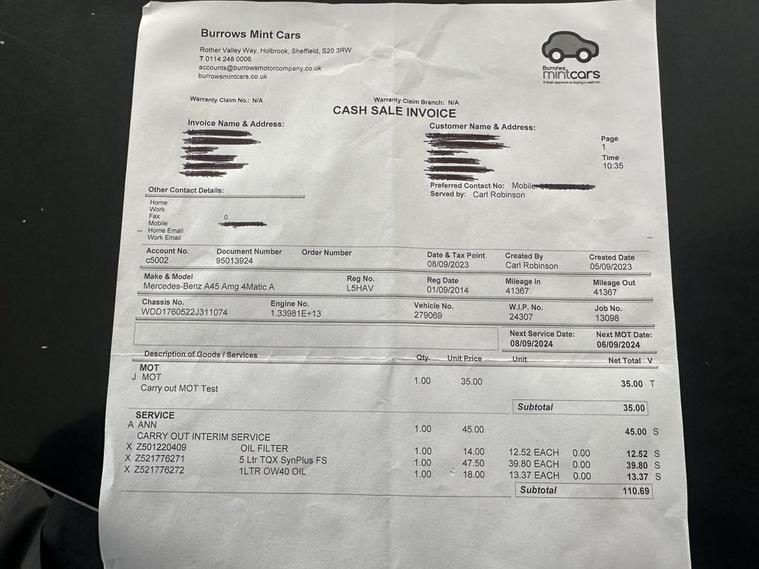 Burrows Mint Cars
Rother Valley Way, Holbrook, Sheffield, S20 3RW
T 0114 248 0006
accounts@burrowsmotorcompany.co.uk
burrowsmintcars.co.uk
Burrows
mintcars
A fresh approach to buying a used car
Warranty Claim No.: N/A
Warranty Claim Branch: N/A
CASH SALE INVOICE
Invoice Name & Address:
Customer Name & Address:
Page
1
Time
10:35
Preferred Contact No: Mobile
Served by: Carl Robinson
Other Contact Details:
Home
Work
Fax 0
Mobile
Home Email
Work Email
Account No. Document Number Order Number Date & Tax Point Created By Created Date
c5002 95013924 08/09/2023 Carl Robinson 05/09/2023
Make & Model Reg No. Reg Date Mileage In Mileage Out
Mercedes-Benz A45 Amg 4Matic A L5HAV 01/09/2014 41367 41367
Chassis No. Engine No. Vehicle No. W.I.P. No. Job No.
WDD1760522J311074 1.33981E+13 279069 24307 13098
Next Service Date: Next MOT Date:
08/09/2024 06/09/2024
Description of Goods / Services Qty. Unit Price Unit Net Total V
MOT
J MOT 1.00 35.00 35.00 T
Carry out MOT Test
Subtotal 35.00
SERVICE
A ANN 1.00 45.00 45.00 S
CARRY OUT INTERIM SERVICE
X Z501220409 OIL FILTER 1.00 14.00 12.52 EACH 0.00 12.52 S
X Z521776271 5 Ltr TQX SynPlus FS 1.00 47.50 39.80 EACH 0.00 39.80 S
X Z521776272 1LTR OW40 OIL 1.00 18.00 13.37 EACH 0.00 13.37 S
Subtotal 110.69